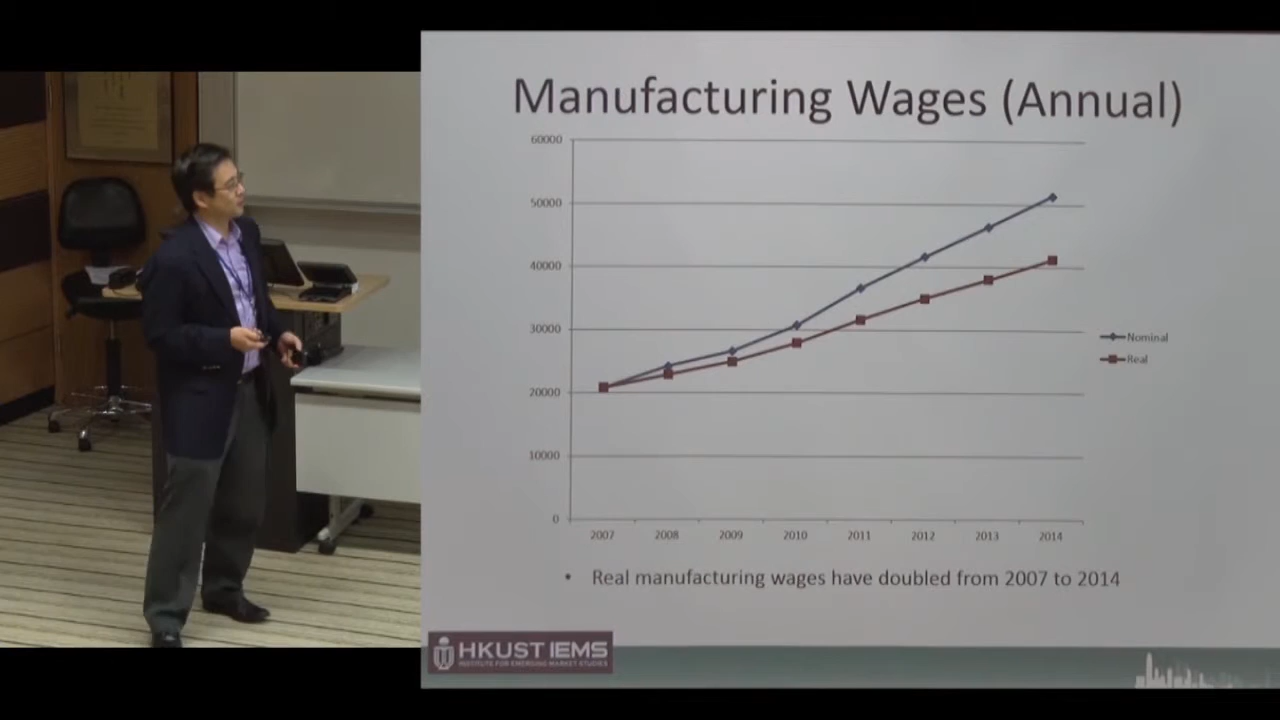 Manufacturing Wages (Annual)
60000
50000
40000
30000
20000
10000
0
2007 2008 2009 2010 2011 2012 2013 2014
Nominal
Real
• Real manufacturing wages have doubled from 2007 to 2014
HKUST IEMS
INSTITUTE FOR EMERGING MARKET STUDIES